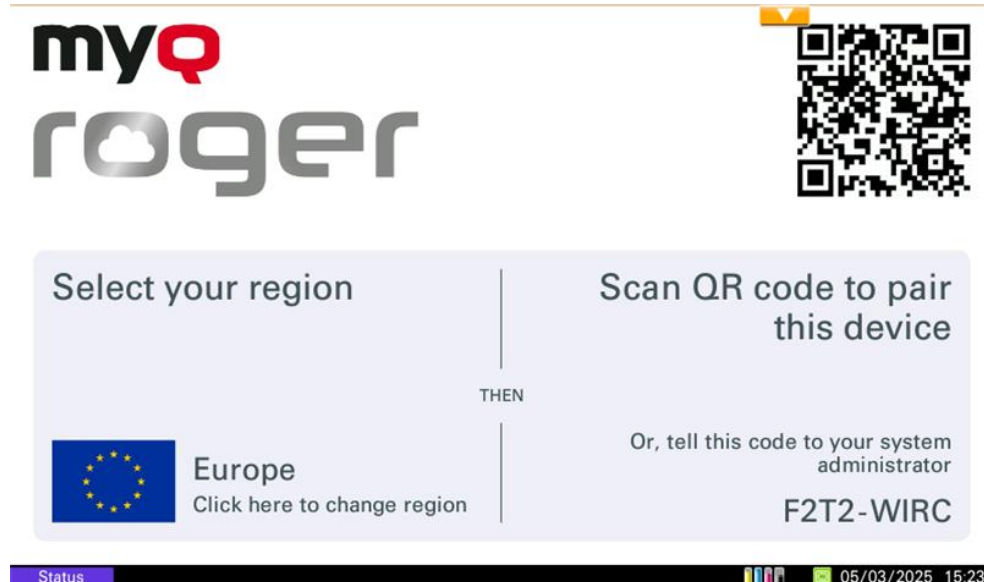 myQ
roger
Select your region
Europe
Click here to change region
THEN
Scan QR code to pair
this device
Or, tell this code to your system
administrator
F2T2-WIRC
Status
05/03/2025 15:23